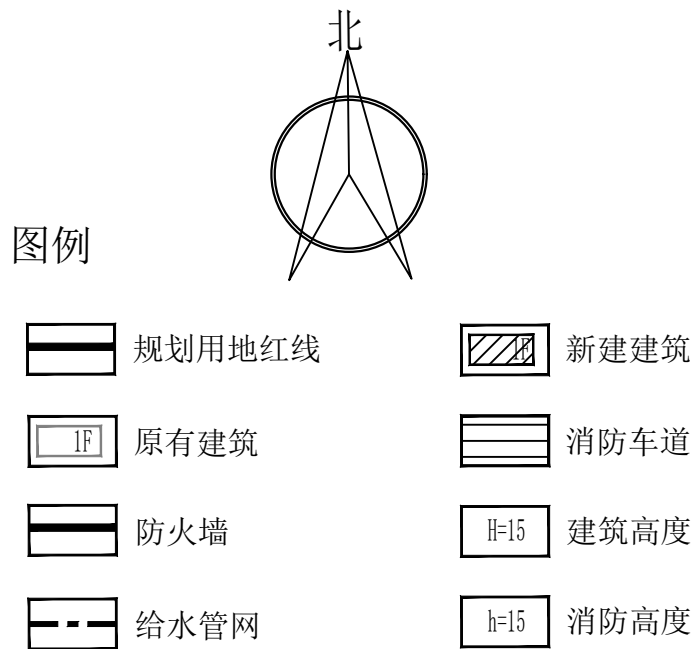 北
图例
规划用地红线
1F 新建建筑
1F 原有建筑
消防车道
防火墙
H=15 建筑高度
给水管网
h=15 消防高度